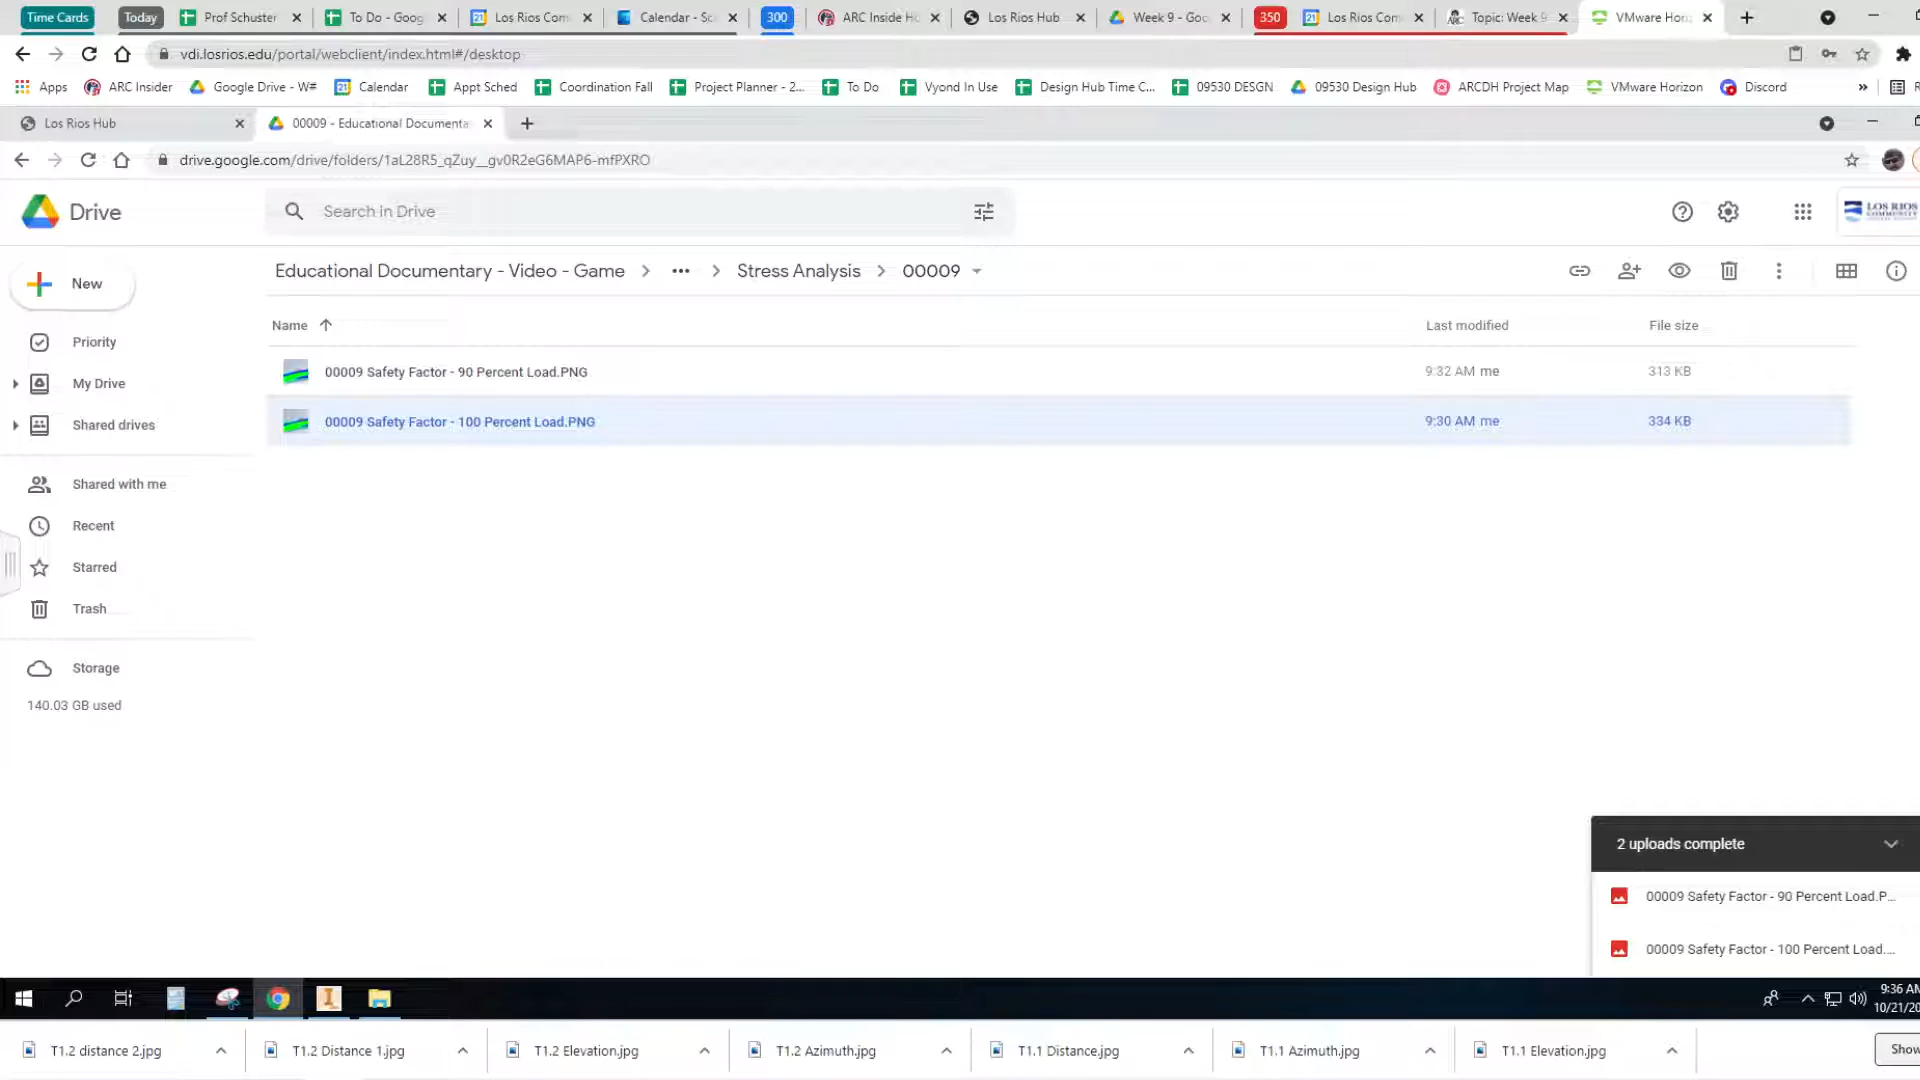 Time Cards Today Prof Schuster To Do - Goog Los Rios Com Calendar - Sc 300 ARC Inside Ho Los Rios Hub Week 9 - Goo 350 Los Rios Com Topic: Week 9 VMware Hori
vdi.losrios.edu/portal/webclient/index.html#/desktop
Apps ARC Insider Google Drive - W# Calendar Appt Sched Coordination Fall Project Planner - 2... To Do Vyond In Use Design Hub Time C... 09530 DESGN 09530 Design Hub ARCDH Project Map VMware Horizon Discord »
Los Rios Hub 00009 - Educational Documenta
drive.google.com/drive/folders/1aL28R5_qZuy__gv0R2eG6MAP6-mfPXRO
Drive Search in Drive LOS RIOS
COMMUNITY
Educational Documentary - Video - Game ... Stress Analysis 00009
New
Name Last modified File size
Priority
00009 Safety Factor - 90 Percent Load.PNG 9:32 AM me 313 KB
My Drive
00009 Safety Factor - 100 Percent Load.PNG 9:30 AM me 334 KB
Shared drives
Shared with me
Recent
Starred
Trash
Storage
140.03 GB used
2 uploads complete
00009 Safety Factor - 90 Percent Load.P...
00009 Safety Factor - 100 Percent Load....
9:36 AM
10/21/20
T1.2 distance 2.jpg T1.2 Distance 1.jpg T1.2 Elevation.jpg T1.2 Azimuth.jpg T1.1 Distance.jpg T1.1 Azimuth.jpg T1.1 Elevation.jpg Show